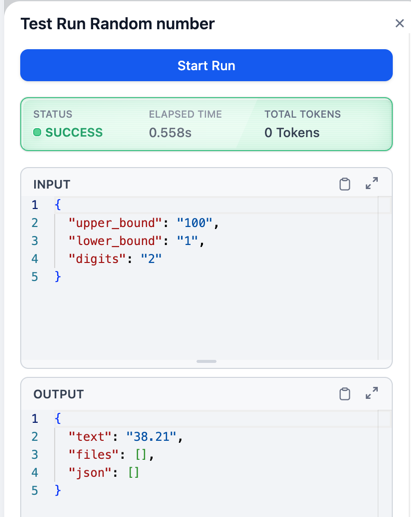 Test Run Random number
Start Run
STATUS ELAPSED TIME TOTAL TOKENS
SUCCESS 0.558s 0 Tokens
INPUT
1 {
2 "upper_bound": "100",
3 "lower_bound": "1",
4 "digits": "2"
5 }
OUTPUT
1 {
2 "text": "38.21",
3 "files": [],
4 "json": []
5 }